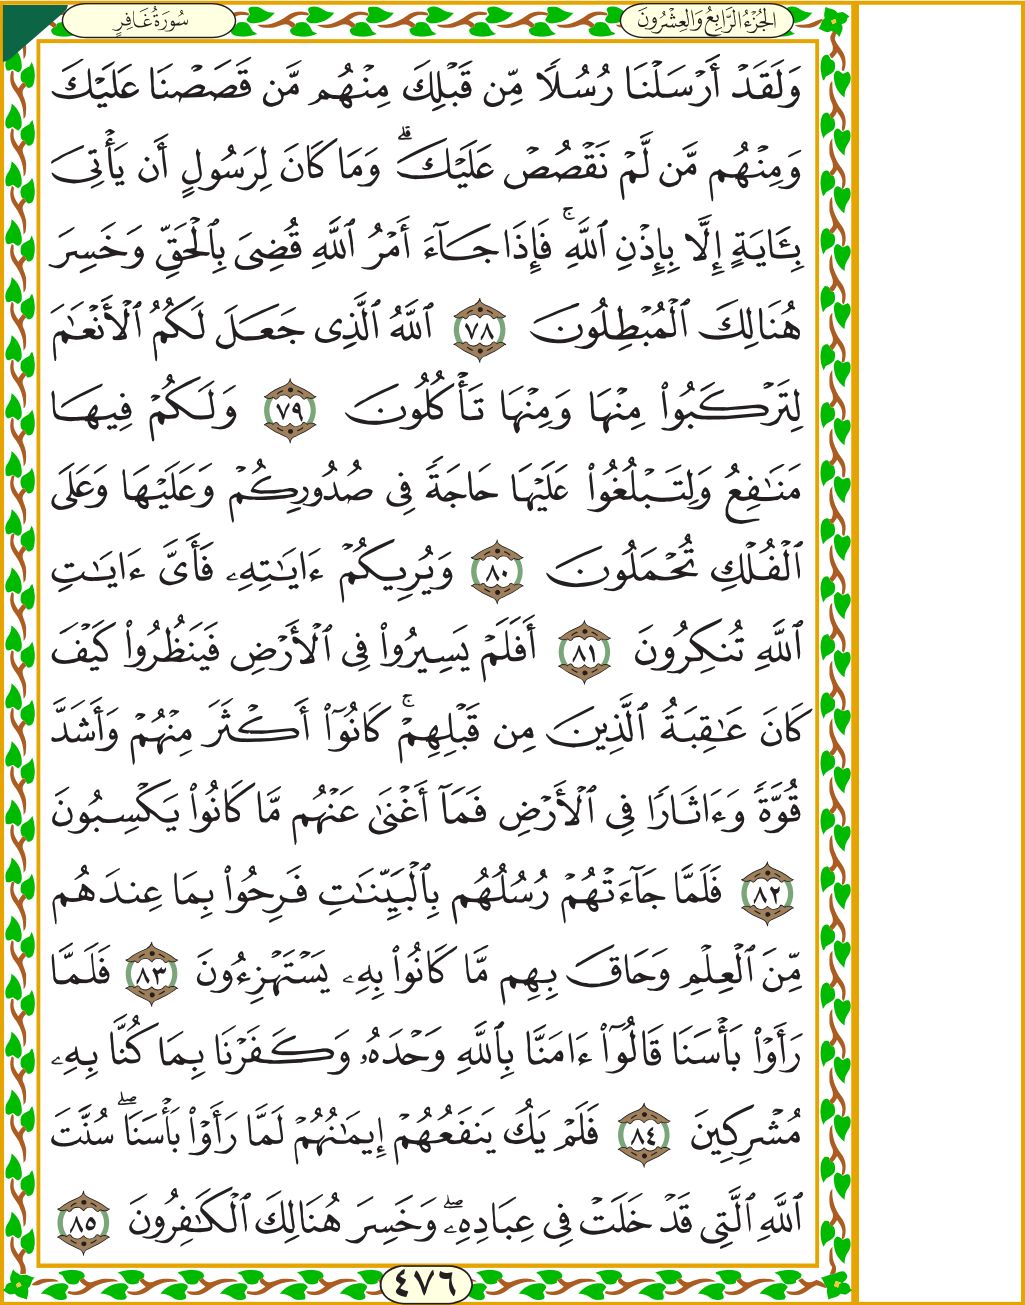 الجُزْءُ الرَّابِعُ وَالعِشْرُونَ
سُورَةُ غَافِرٍ
وَلَقَدْ أَرْسَلْنَا رُسُلًا مِّن قَبْلِكَ مِنْهُم مَّن قَصَصْنَا عَلَيْكَ
وَمِنْهُم مَّن لَّمْ نَقْصُصْ عَلَيْكَ ۗ وَمَا كَانَ لِرَسُولٍ أَن يَأْتِىَ
بِـَٔايَةٍ إِلَّا بِإِذْنِ ٱللَّهِ ۚ فَإِذَا جَآءَ أَمْرُ ٱللَّهِ قُضِىَ بِٱلْحَقِّ وَخَسِرَ
هُنَالِكَ ٱلْمُبْطِلُونَ ٧٨ ٱللَّهُ ٱلَّذِى جَعَلَ لَكُمُ ٱلْأَنْعَٰمَ
لِتَرْكَبُوا۟ مِنْهَا وَمِنْهَا تَأْكُلُونَ ٧٩ وَلَكُمْ فِيهَا
مَنَٰفِعُ وَلِتَبْلُغُوا۟ عَلَيْهَا حَاجَةً فِى صُدُورِكُمْ وَعَلَيْهَا وَعَلَى
ٱلْفُلْكِ تُحْمَلُونَ ٨٠ وَيُرِيكُمْ ءَايَٰتِهِۦ فَأَىَّ ءَايَٰتِ
ٱللَّهِ تُنكِرُونَ ٨١ أَفَلَمْ يَسِيرُوا۟ فِى ٱلْأَرْضِ فَيَنظُرُوا۟ كَيْفَ
كَانَ عَٰقِبَةُ ٱلَّذِينَ مِن قَبْلِهِمْ ۚ كَانُوٓا۟ أَكْثَرَ مِنْهُمْ وَأَشَدَّ
قُوَّةً وَءَاثَارًا فِى ٱلْأَرْضِ فَمَآ أَغْنَىٰ عَنْهُم مَّا كَانُوا۟ يَكْسِبُونَ
٨٢ فَلَمَّا جَآءَتْهُمْ رُسُلُهُم بِٱلْبَيِّنَٰتِ فَرِحُوا۟ بِمَا عِندَهُم
مِّنَ ٱلْعِلْمِ وَحَاقَ بِهِم مَّا كَانُوا۟ بِهِۦ يَسْتَهْزِءُونَ ٨٣ فَلَمَّا
رَأَوْا۟ بَأْسَنَا قَالُوٓا۟ ءَامَنَّا بِٱللَّهِ وَحْدَهُۥ وَكَفَرْنَا بِمَا كُنَّا بِهِۦ
مُشْرِكِينَ ٨٤ فَلَمْ يَكُ يَنفَعُهُمْ إِيمَٰنُهُمْ لَمَّا رَأَوْا۟ بَأْسَنَا ۖ سُنَّتَ
ٱللَّهِ ٱلَّتِى قَدْ خَلَتْ فِى عِبَادِهِۦ ۖ وَخَسِرَ هُنَالِكَ ٱلْكَٰفِرُونَ ٨٥
٤٧٦